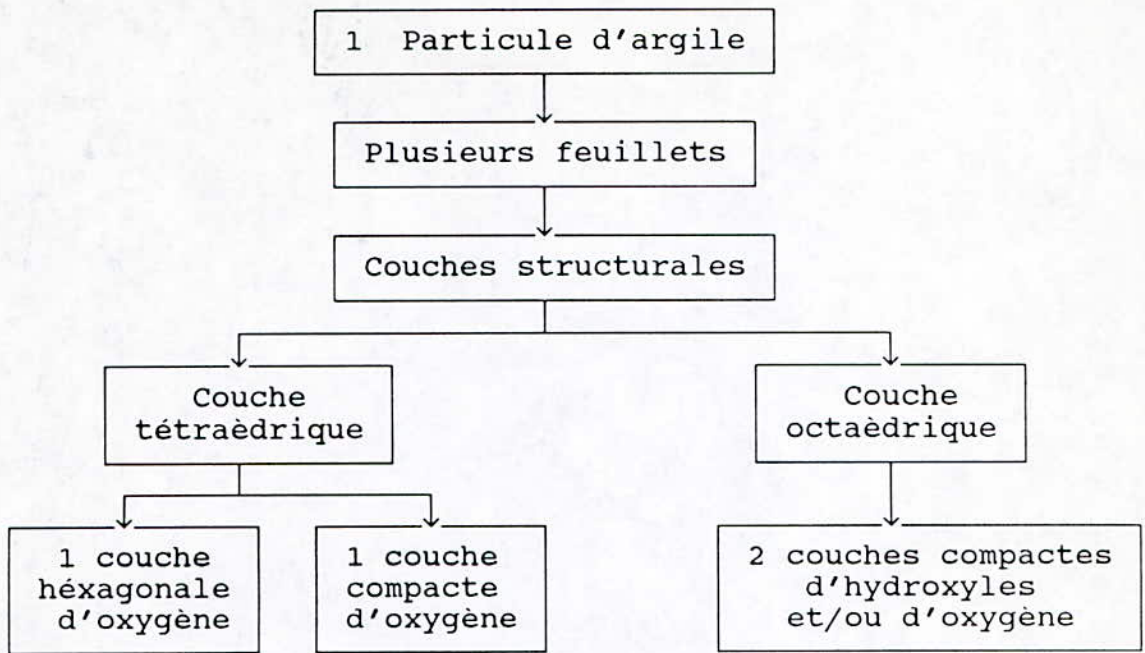 1 Particule d'argile
Plusieurs feuillets
Couches structurales
Couche
tétraèdrique
Couche
octaèdrique
1 couche
héxagonale
d'oxygène
1 couche
compacte
d'oxygène
2 couches compactes
d'hydroxyles
et/ou d'oxygène